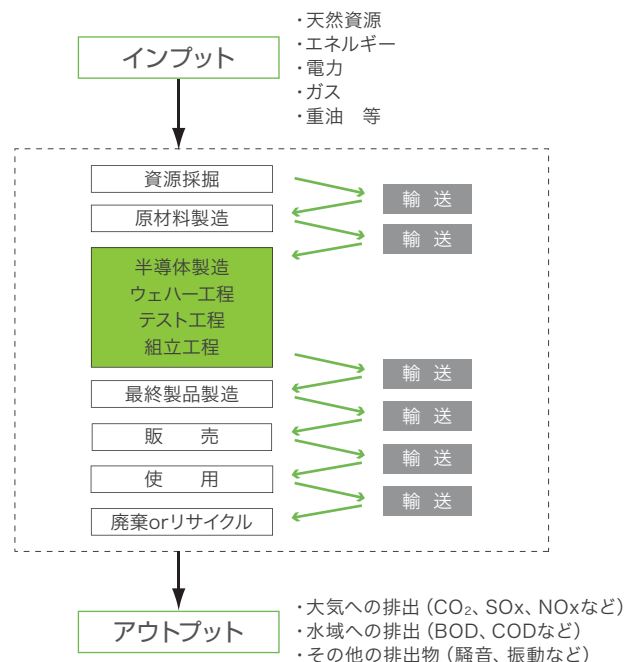 インプット
・天然資源
・エネルギー
・電力
・ガス
・重油　等
資源採掘
輸 送
原材料製造
輸 送
半導体製造
ウェハー工程
テスト工程
組立工程
輸 送
最終製品製造
輸 送
販　　売
輸 送
使　　用
輸 送
廃棄orリサイクル
アウトプット
・大気への排出（CO₂、SOx、NOxなど）
・水域への排出（BOD、CODなど）
・その他の排出物（騒音、振動など）